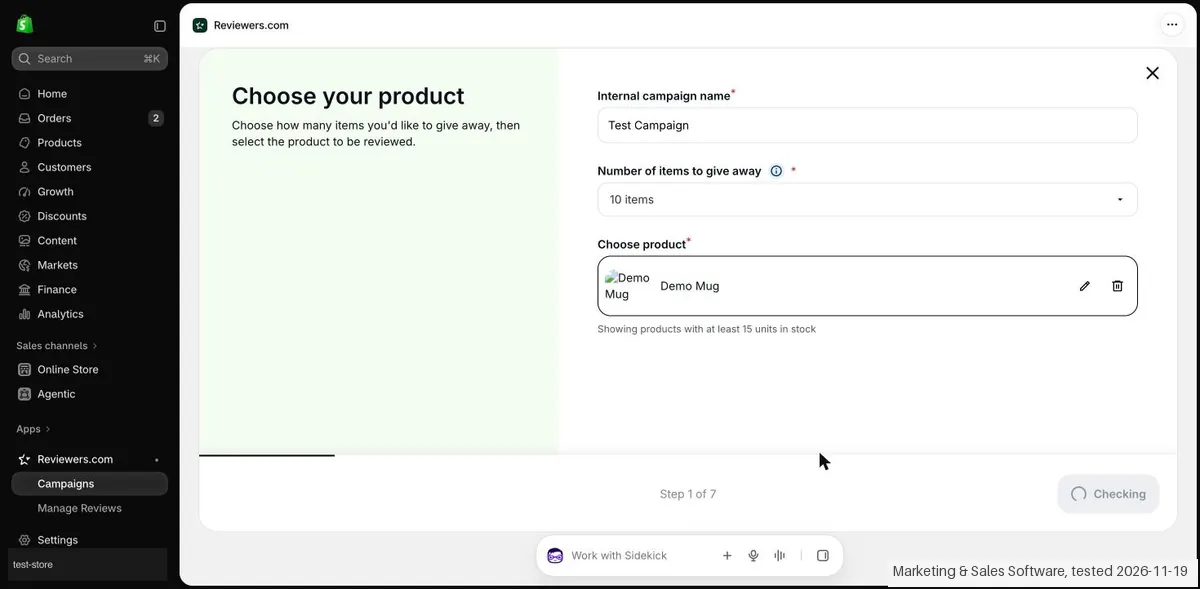 Search ⌘K
Home
Orders 2
Products
Customers
Growth
Discounts
Content
Markets
Finance
Analytics
Sales channels
Online Store
Agentic
Apps
Reviewers.com
Campaigns
Manage Reviews
Settings
test-store
Reviewers.com
Choose your product
Choose how many items you'd like to give away, then
select the product to be reviewed.
Internal campaign name*
Test Campaign
Number of items to give away *
10 items
Choose product*
Demo
Mug
Demo Mug
Showing products with at least 15 units in stock
Step 1 of 7
Checking
Work with Sidekick
Marketing & Sales Software, tested 2026-11-19